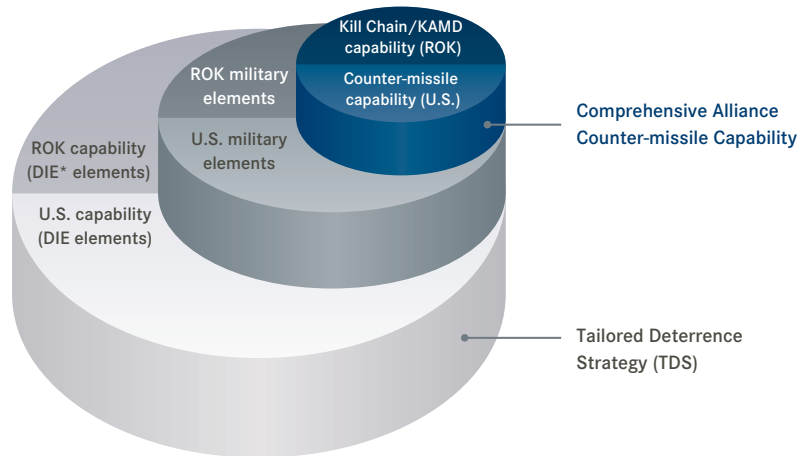 Kill Chain/KAMD
capability (ROK)
Counter-missile
capability (U.S.)
ROK military
elements
U.S. military
elements
ROK capability
(DIE* elements)
U.S. capability
(DIE elements)
Comprehensive Alliance
Counter-missile Capability
Tailored Deterrence
Strategy (TDS)